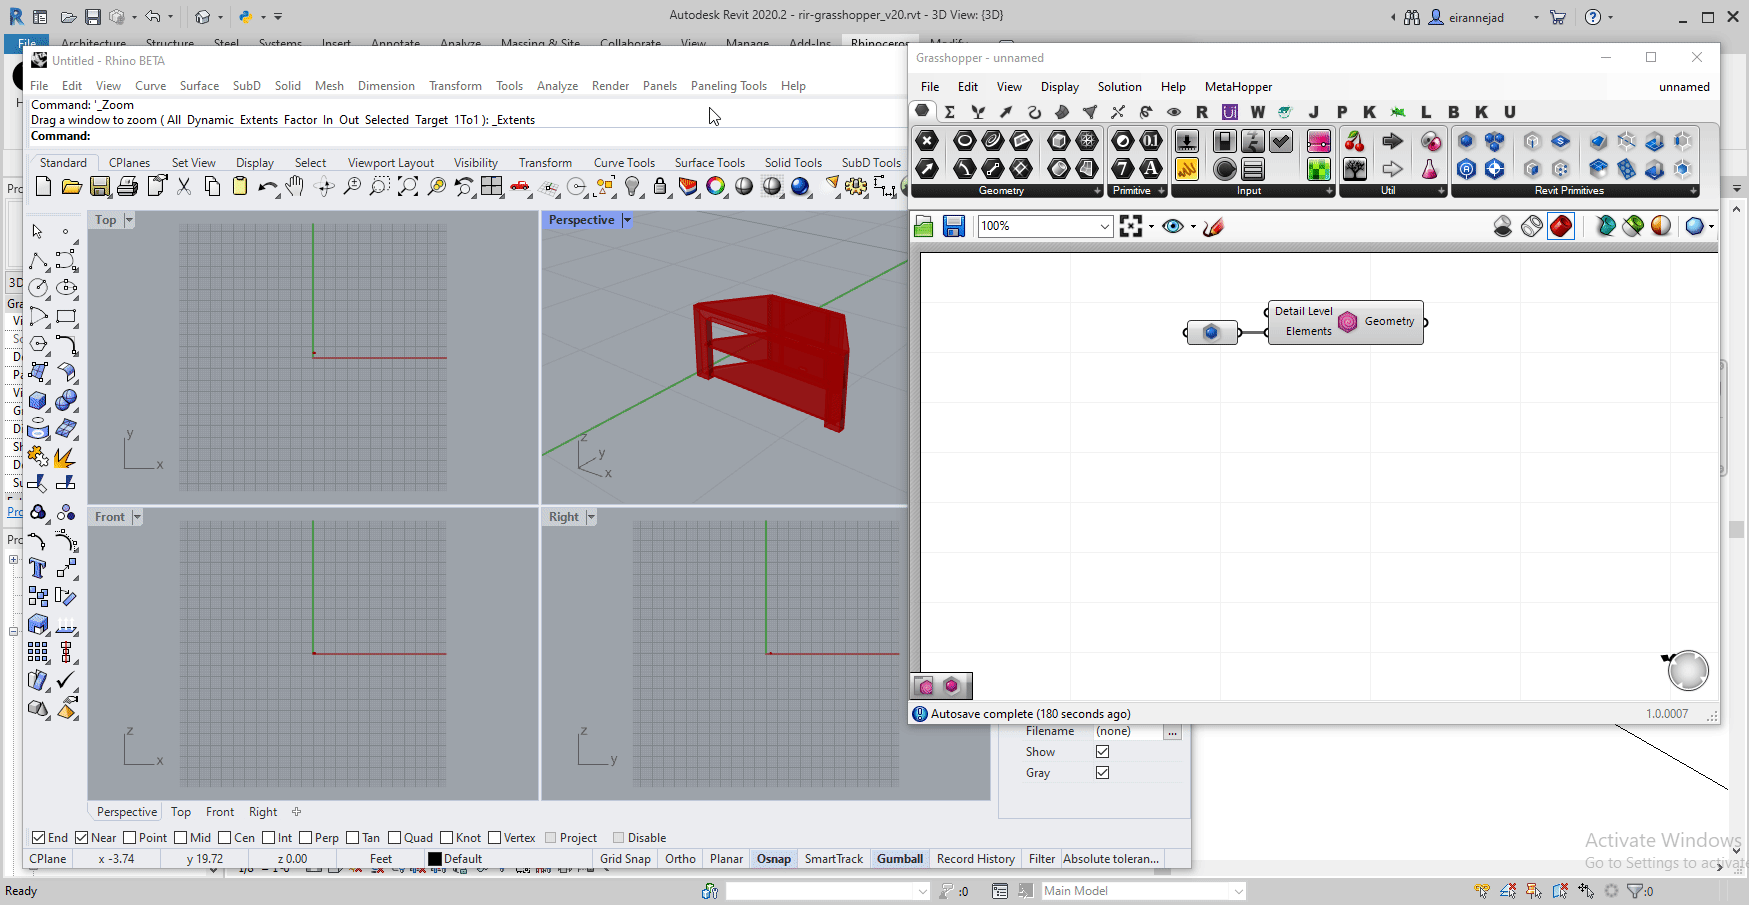 Autodesk Revit 2020.2 - rir-grasshopper_v20.rvt - 3D View: {3D}
eirannejad
File Architecture Structure Steel Systems Insert Annotate Analyze Massing & Site Collaborate View Manage Add-Ins Rhinoceros Modify
Untitled - Rhino BETA
File Edit View Curve Surface SubD Solid Mesh Dimension Transform Tools Analyze Render Panels Paneling Tools Help
Command: '_Zoom
Drag a window to zoom ( All Dynamic Extents Factor In Out Selected Target 1To1 ): _Extents
Command:
Standard CPlanes Set View Display Select Viewport Layout Visibility Transform Curve Tools Surface Tools Solid Tools SubD Tools
Top
Perspective
Front
Right
y
x
z
y
x
z
x
z
y
Perspective Top Front Right
End Near Point Mid Cen Int Perp Tan Quad Knot Vertex Project Disable
CPlane x -3.74 y 19.72 z 0.00 Feet Default Grid Snap Ortho Planar Osnap SmartTrack Gumball Record History Filter Absolute toleran...
Grasshopper - unnamed
File Edit View Display Solution Help MetaHopper unnamed
R Ui W J P K L B K U
Geometry Primitive Input Util Revit Primitives
100%
Detail Level
Elements
Geometry
Autosave complete (180 seconds ago)
1.0.0007
Filename (none) ...
Show
Gray
3D
Activate Windows
Go to Settings to activate
Ready
:0
Main Model
:0